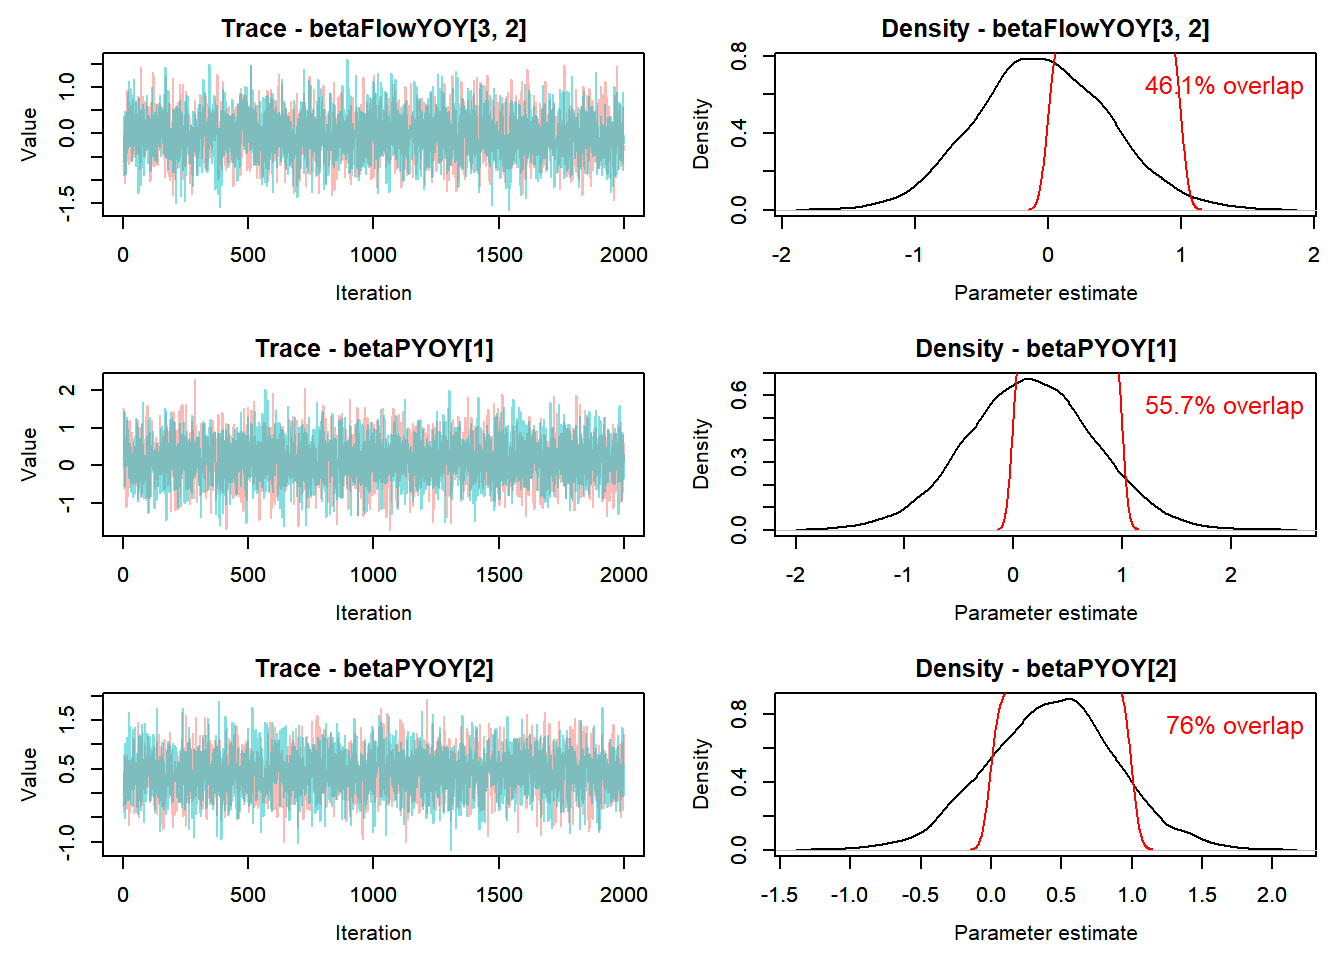 Trace - betaFlowYOY[3, 2]
Value
-1.5 0.0 1.0
0 500 1000 1500 2000
Iteration
Density - betaFlowYOY[3, 2]
46.1% overlap
Density
0.0 0.4 0.8
-2 -1 0 1 2
Parameter estimate
Trace - betaPYOY[1]
Value
-1 0 1 2
0 500 1000 1500 2000
Iteration
Density - betaPYOY[1]
55.7% overlap
Density
0.0 0.3 0.6
-2 -1 0 1 2
Parameter estimate
Trace - betaPYOY[2]
Value
-1.0 0.5 1.5
0 500 1000 1500 2000
Iteration
Density - betaPYOY[2]
76% overlap
Density
0.0 0.4 0.8
-1.5 -1.0 0.0 0.5 1.0 1.5 2.0
Parameter estimate